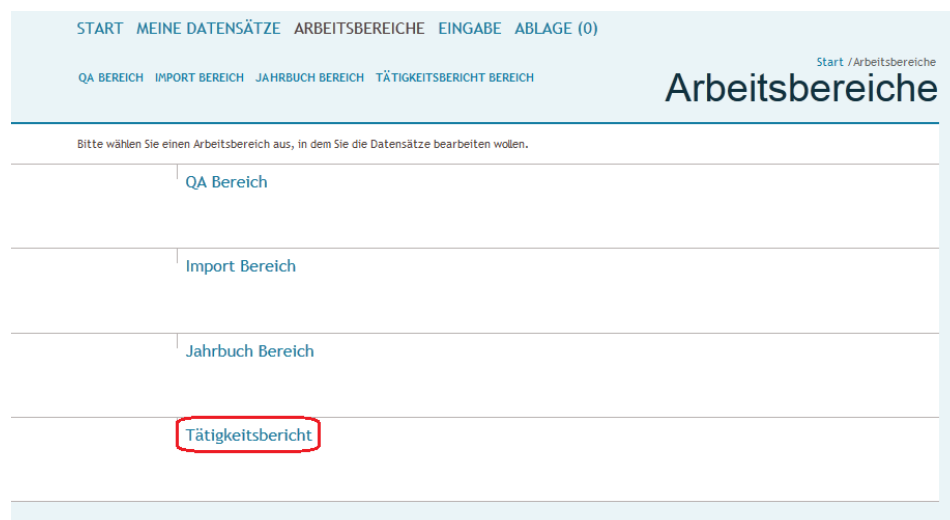 START MEINE DATENSÄTZE ARBEITSBEREICHE EINGABE ABLAGE (0)
QA BEREICH IMPORT BEREICH JAHRBUCH BEREICH TÄTIGKEITSBERICHT BEREICH
Start /Arbeitsbereiche
Arbeitsbereiche
Bitte wählen Sie einen Arbeitsbereich aus, in dem Sie die Datensätze bearbeiten wollen.
QA Bereich
Import Bereich
Jahrbuch Bereich
Tätigkeitsbericht